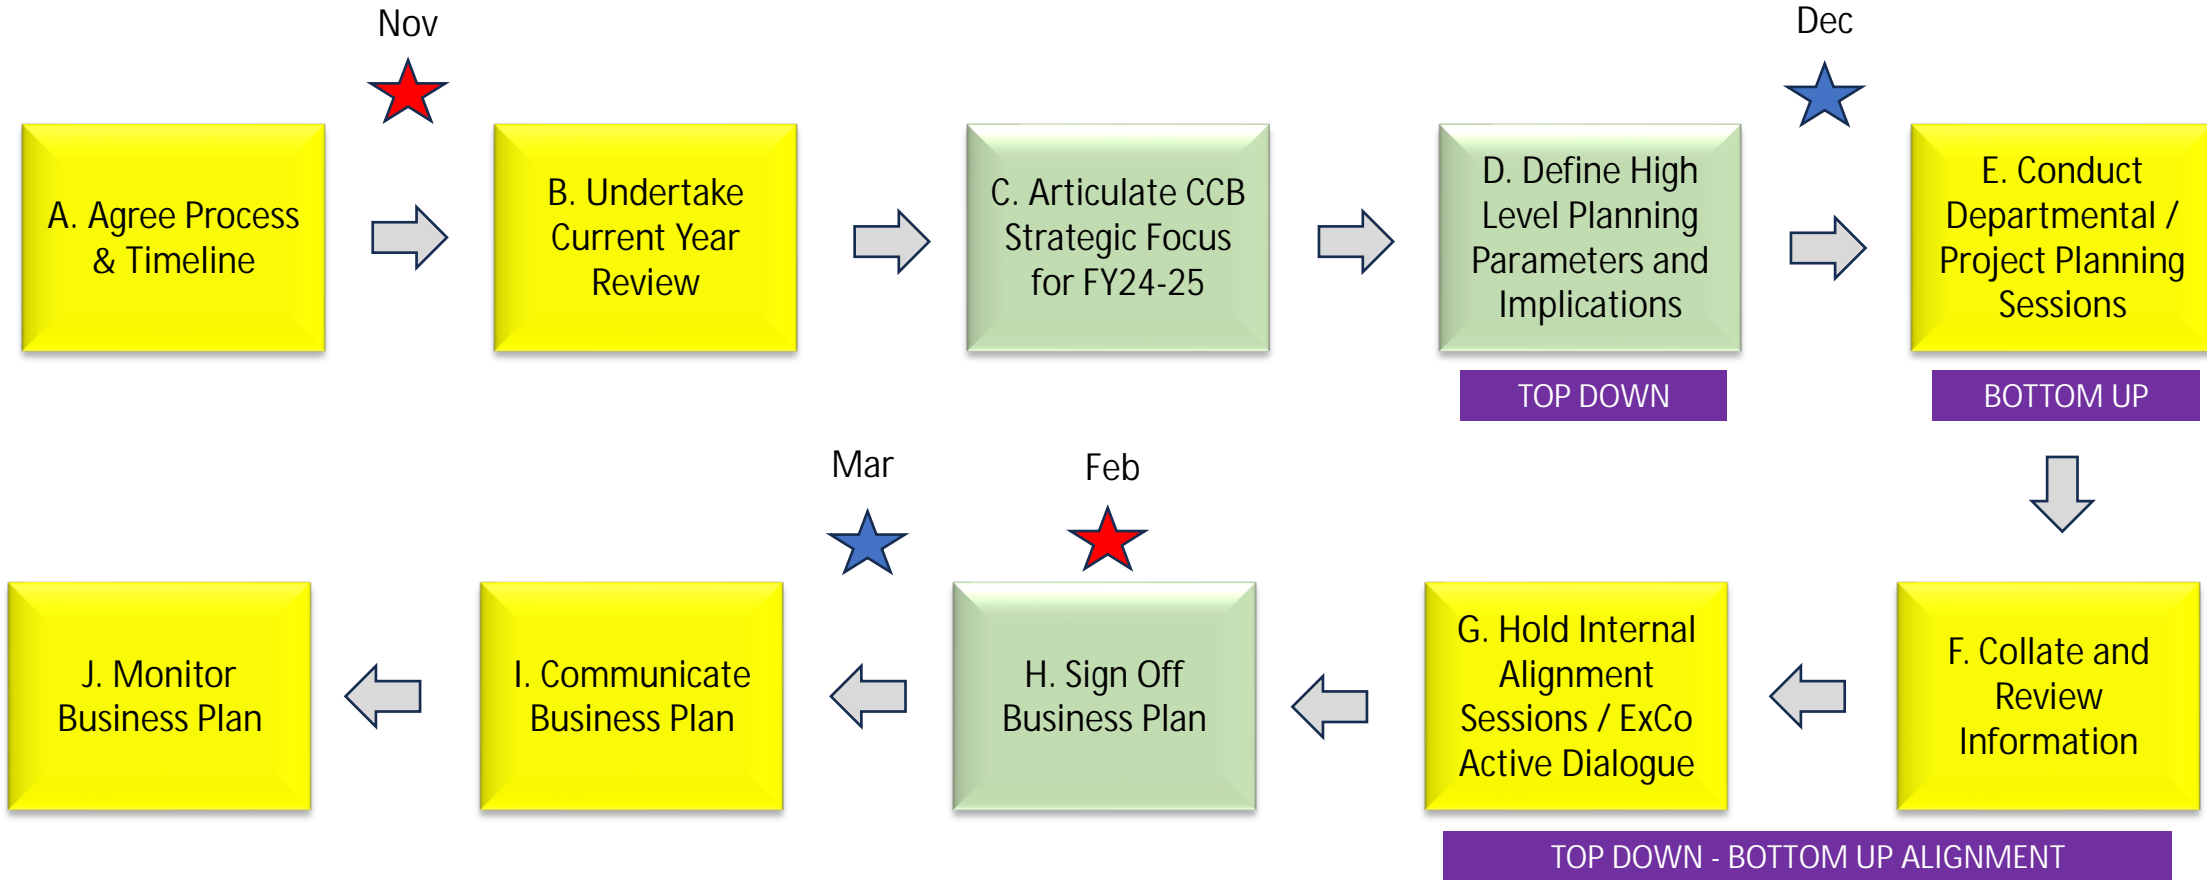 Nov
Dec
A. Agree Process
& Timeline
B. Undertake
Current Year
Review
C. Articulate CCB
Strategic Focus
for FY24-25
D. Define High
Level Planning
Parameters and
Implications
E. Conduct
Departmental /
Project Planning
Sessions
TOP DOWN
BOTTOM UP
Mar
Feb
J. Monitor
Business Plan
I. Communicate
Business Plan
H. Sign Off
Business Plan
G. Hold Internal
Alignment
Sessions / ExCo
Active Dialogue
F. Collate and
Review
Information
TOP DOWN - BOTTOM UP ALIGNMENT